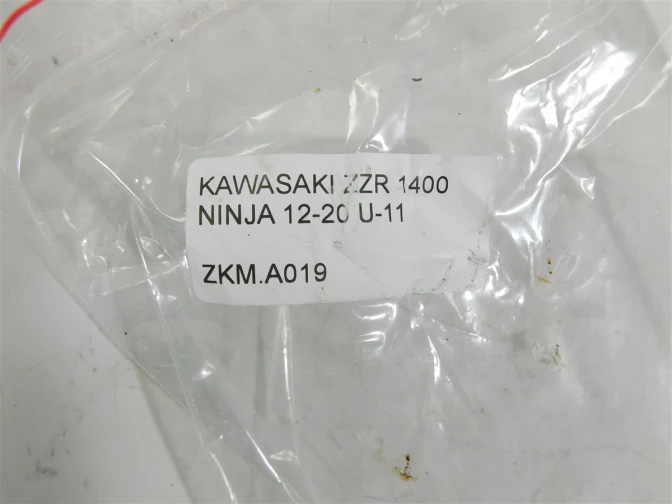 KAWASAKI ZZR 1400
NINJA 12-20 U-11
ZKM.A019